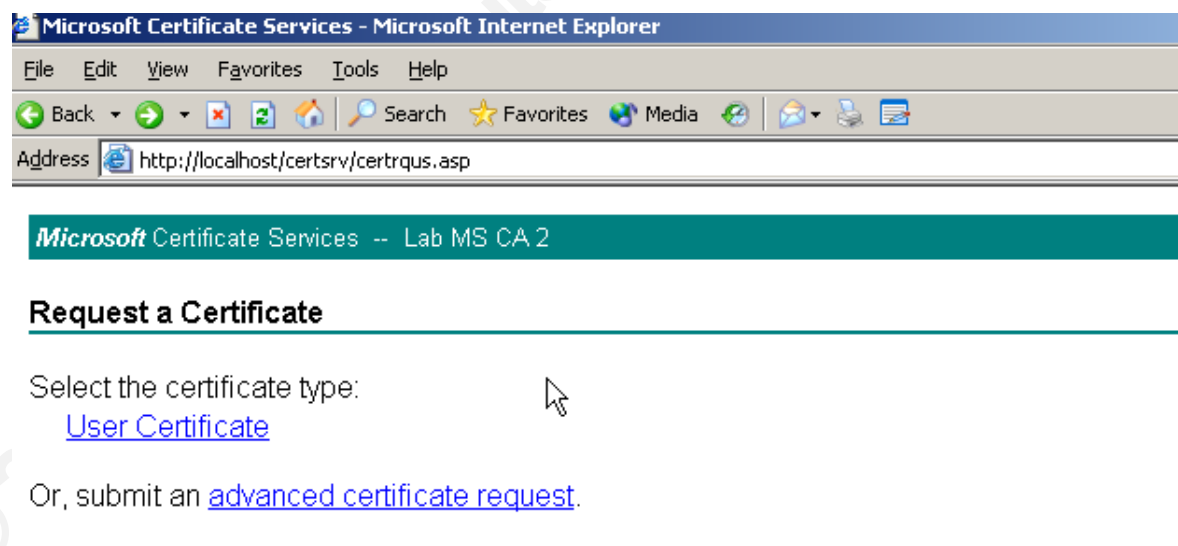 Microsoft Certificate Services - Microsoft Internet Explorer
File Edit View Favorites Tools Help
Back Search Favorites Media
Address http://localhost/certsrv/certrqus.asp
Microsoft Certificate Services -- Lab MS CA 2
Request a Certificate
Select the certificate type:
User Certificate
Or, submit an advanced certificate request.